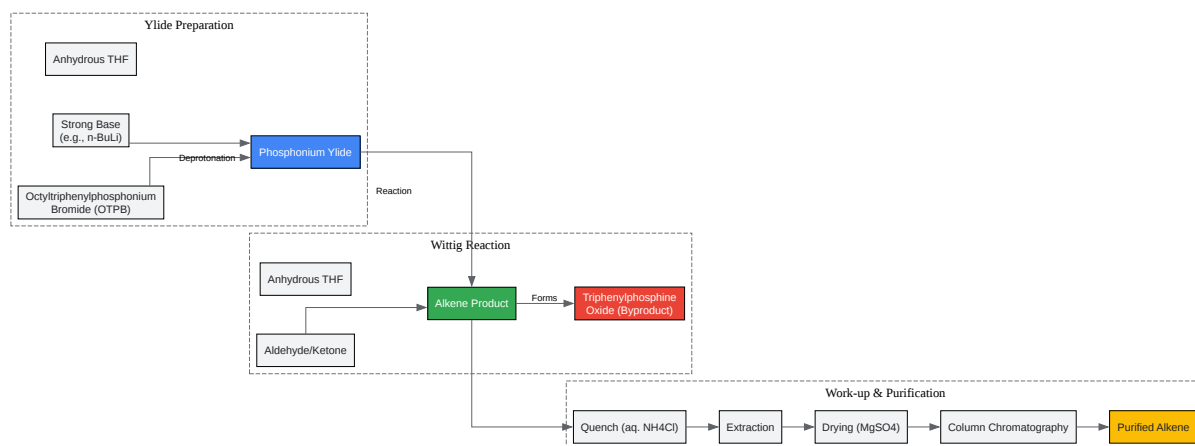 Ylide Preparation
Anhydrous THF
Strong Base
(e.g., n-BuLi)
Phosphonium Ylide
Deprotonation
Octyltriphenylphosphonium
Bromide (OTPB)
Reaction
Wittig Reaction
Anhydrous THF
Alkene Product
Forms
Triphenylphosphine
Oxide (Byproduct)
Aldehyde/Ketone
Work-up & Purification
Quench (aq. NH4Cl)
Extraction
Drying (MgSO4)
Column Chromatography
Purified Alkene